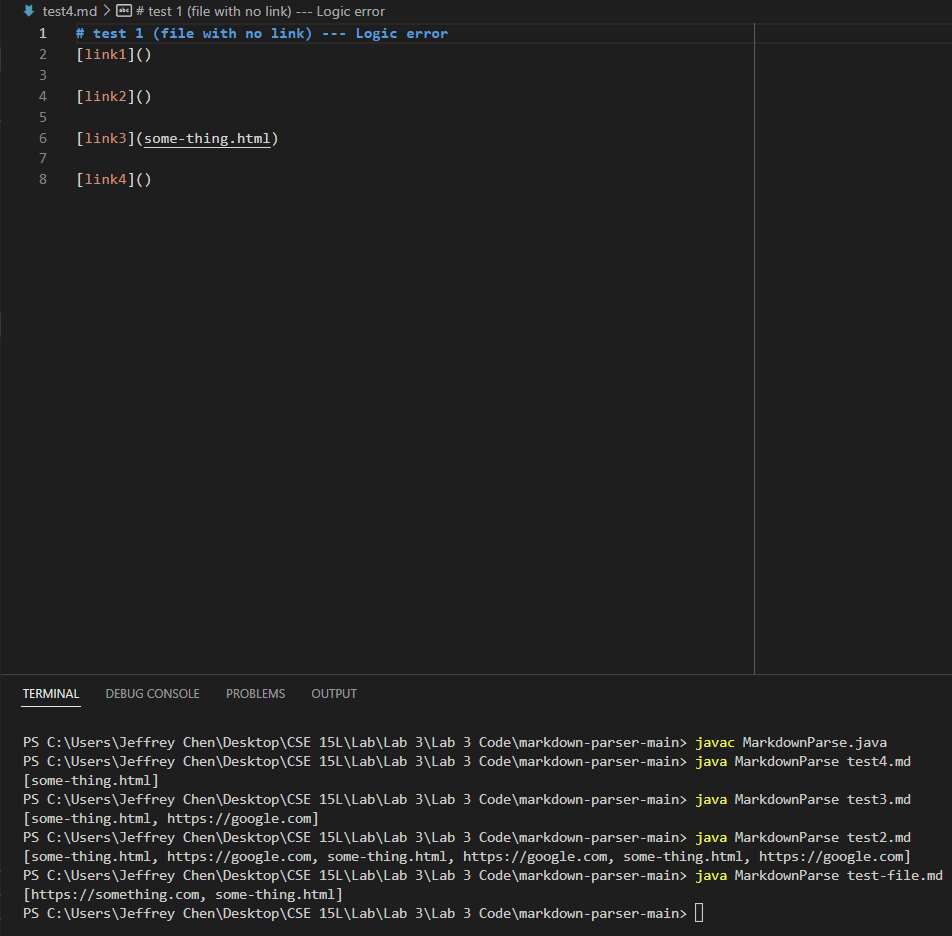 test4.md > abc # test 1 (file with no link) --- Logic error
1 # test 1 (file with no link) --- Logic error
2 [link1]()
3
4 [link2]()
5
6 [link3](some-thing.html)
7
8 [link4]()
TERMINAL DEBUG CONSOLE PROBLEMS OUTPUT
PS C:\Users\Jeffrey Chen\Desktop\CSE 15L\Lab\Lab 3\Lab 3 Code\markdown-parser-main> javac MarkdownParse.java
PS C:\Users\Jeffrey Chen\Desktop\CSE 15L\Lab\Lab 3\Lab 3 Code\markdown-parser-main> java MarkdownParse test4.md
[some-thing.html]
PS C:\Users\Jeffrey Chen\Desktop\CSE 15L\Lab\Lab 3\Lab 3 Code\markdown-parser-main> java MarkdownParse test3.md
[some-thing.html, https://google.com]
PS C:\Users\Jeffrey Chen\Desktop\CSE 15L\Lab\Lab 3\Lab 3 Code\markdown-parser-main> java MarkdownParse test2.md
[some-thing.html, https://google.com, some-thing.html, https://google.com, some-thing.html, https://google.com]
PS C:\Users\Jeffrey Chen\Desktop\CSE 15L\Lab\Lab 3\Lab 3 Code\markdown-parser-main> java MarkdownParse test-file.md
[https://something.com, some-thing.html]
PS C:\Users\Jeffrey Chen\Desktop\CSE 15L\Lab\Lab 3\Lab 3 Code\markdown-parser-main>